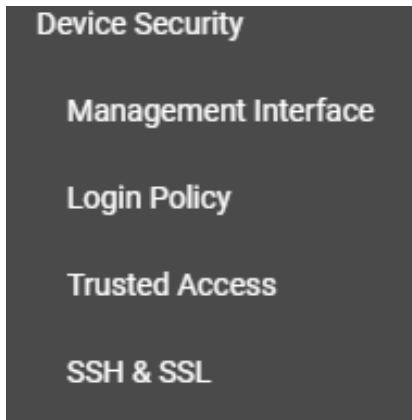 Device Security
Management Interface
Login Policy
Trusted Access
SSH & SSL